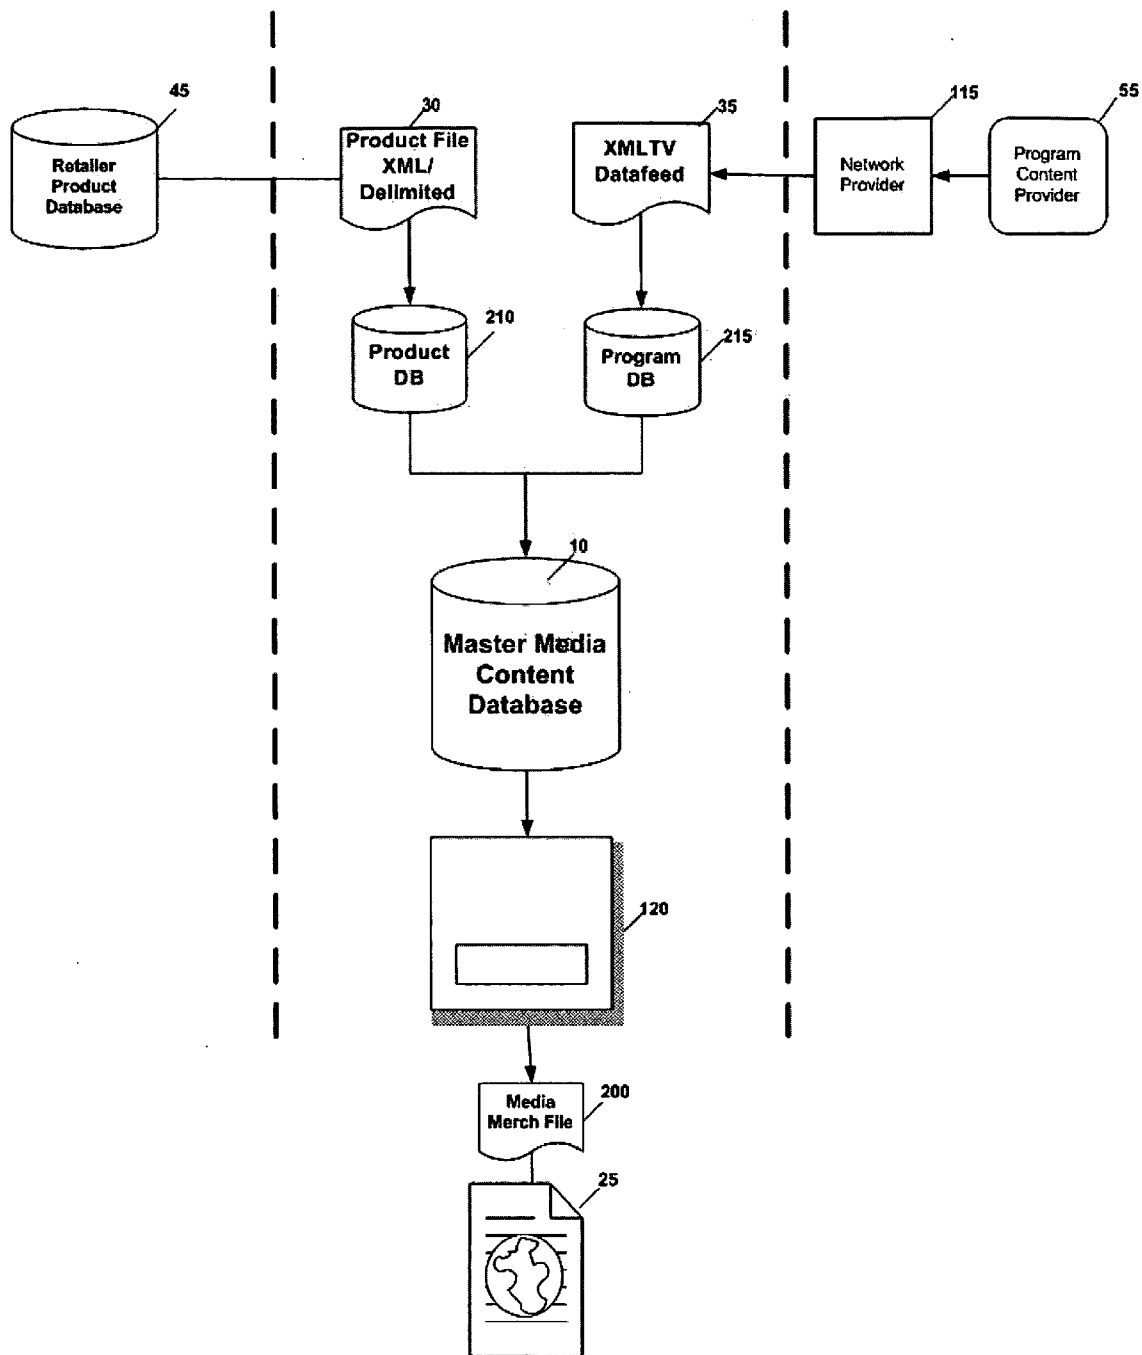 45
30
35
115
55
Retailer
Product
Database
Product File
XML/
Delimited
XMLTV
Datafeed
Network
Provider
Program
Content
Provider
210
215
Product
DB
Program
DB
10
Master Media
Content
Database
120
Media
Merch File
200
25